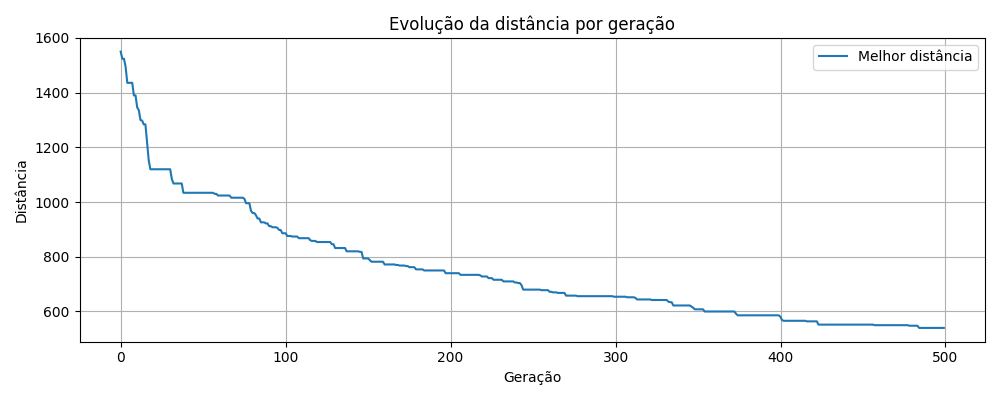 Evolução da distância por geração
Melhor distância
1600
1400
1200
1000
800
600
Distância
0 100 200 300 400 500
Geração